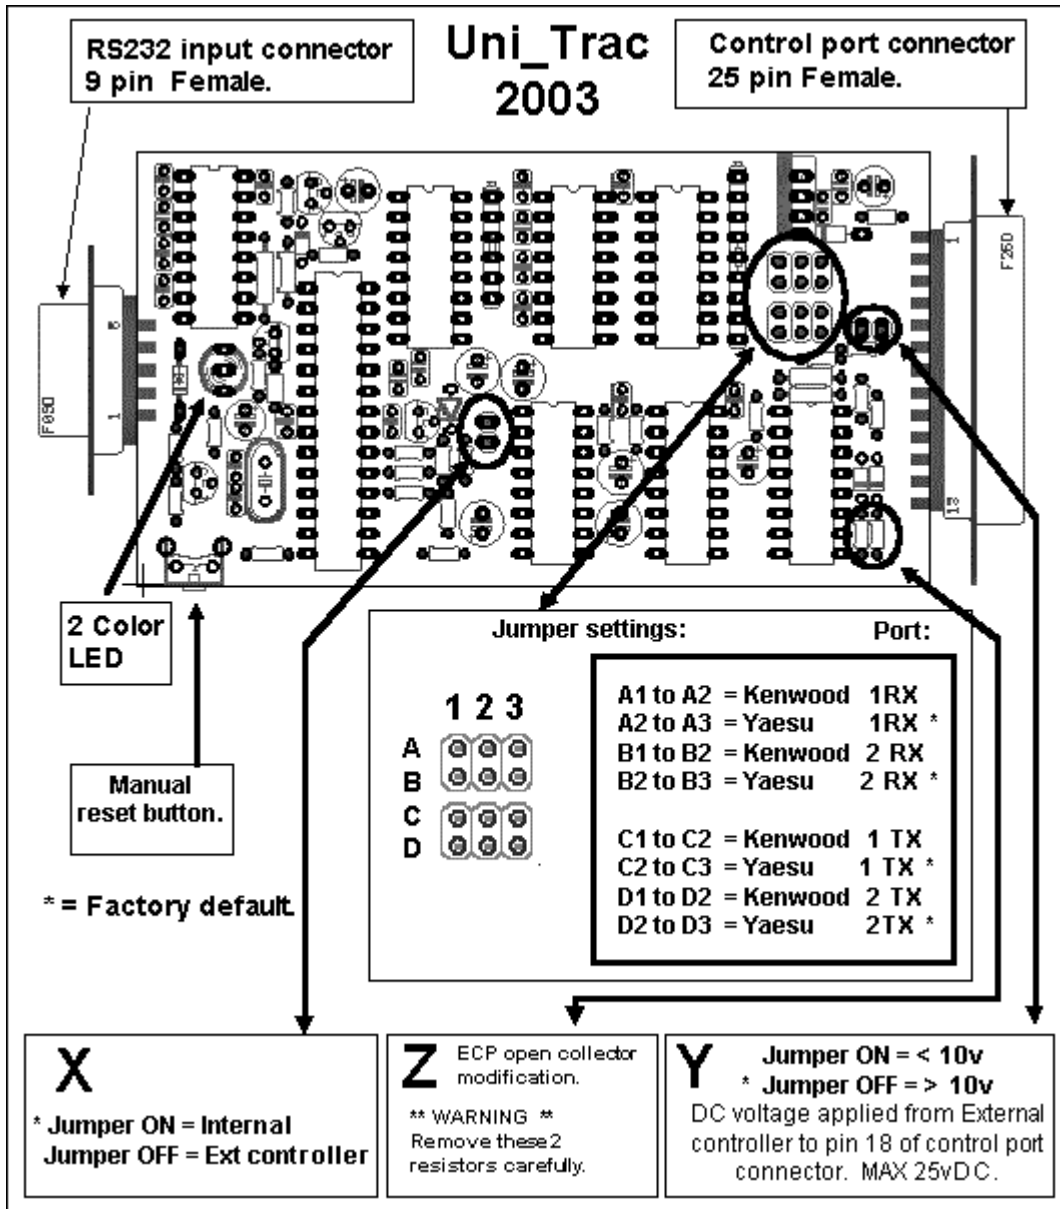 RS232 input connector
9 pin Female.
Uni_Trac
2003
Control port connector
25 pin Female.
F09D
5
1
1
13
F25D
2 Color
LED
Manual
reset button.
* = Factory default.
Jumper settings: Port:
1 2 3
A
B
C
D
A1 to A2 = Kenwood 1RX
A2 to A3 = Yaesu 1RX *
B1 to B2 = Kenwood 2 RX
B2 to B3 = Yaesu 2 RX *
C1 to C2 = Kenwood 1 TX
C2 to C3 = Yaesu 1 TX *
D1 to D2 = Kenwood 2 TX
D2 to D3 = Yaesu 2TX *
X
* Jumper ON = Internal
Jumper OFF = Ext controller
Z ECP open collector
modification.
** WARNING **
Remove these 2
resistors carefully.
Y Jumper ON = < 10v
* Jumper OFF = > 10v
DC voltage applied from External
controller to pin 18 of control port
connector. MAX 25vDC.